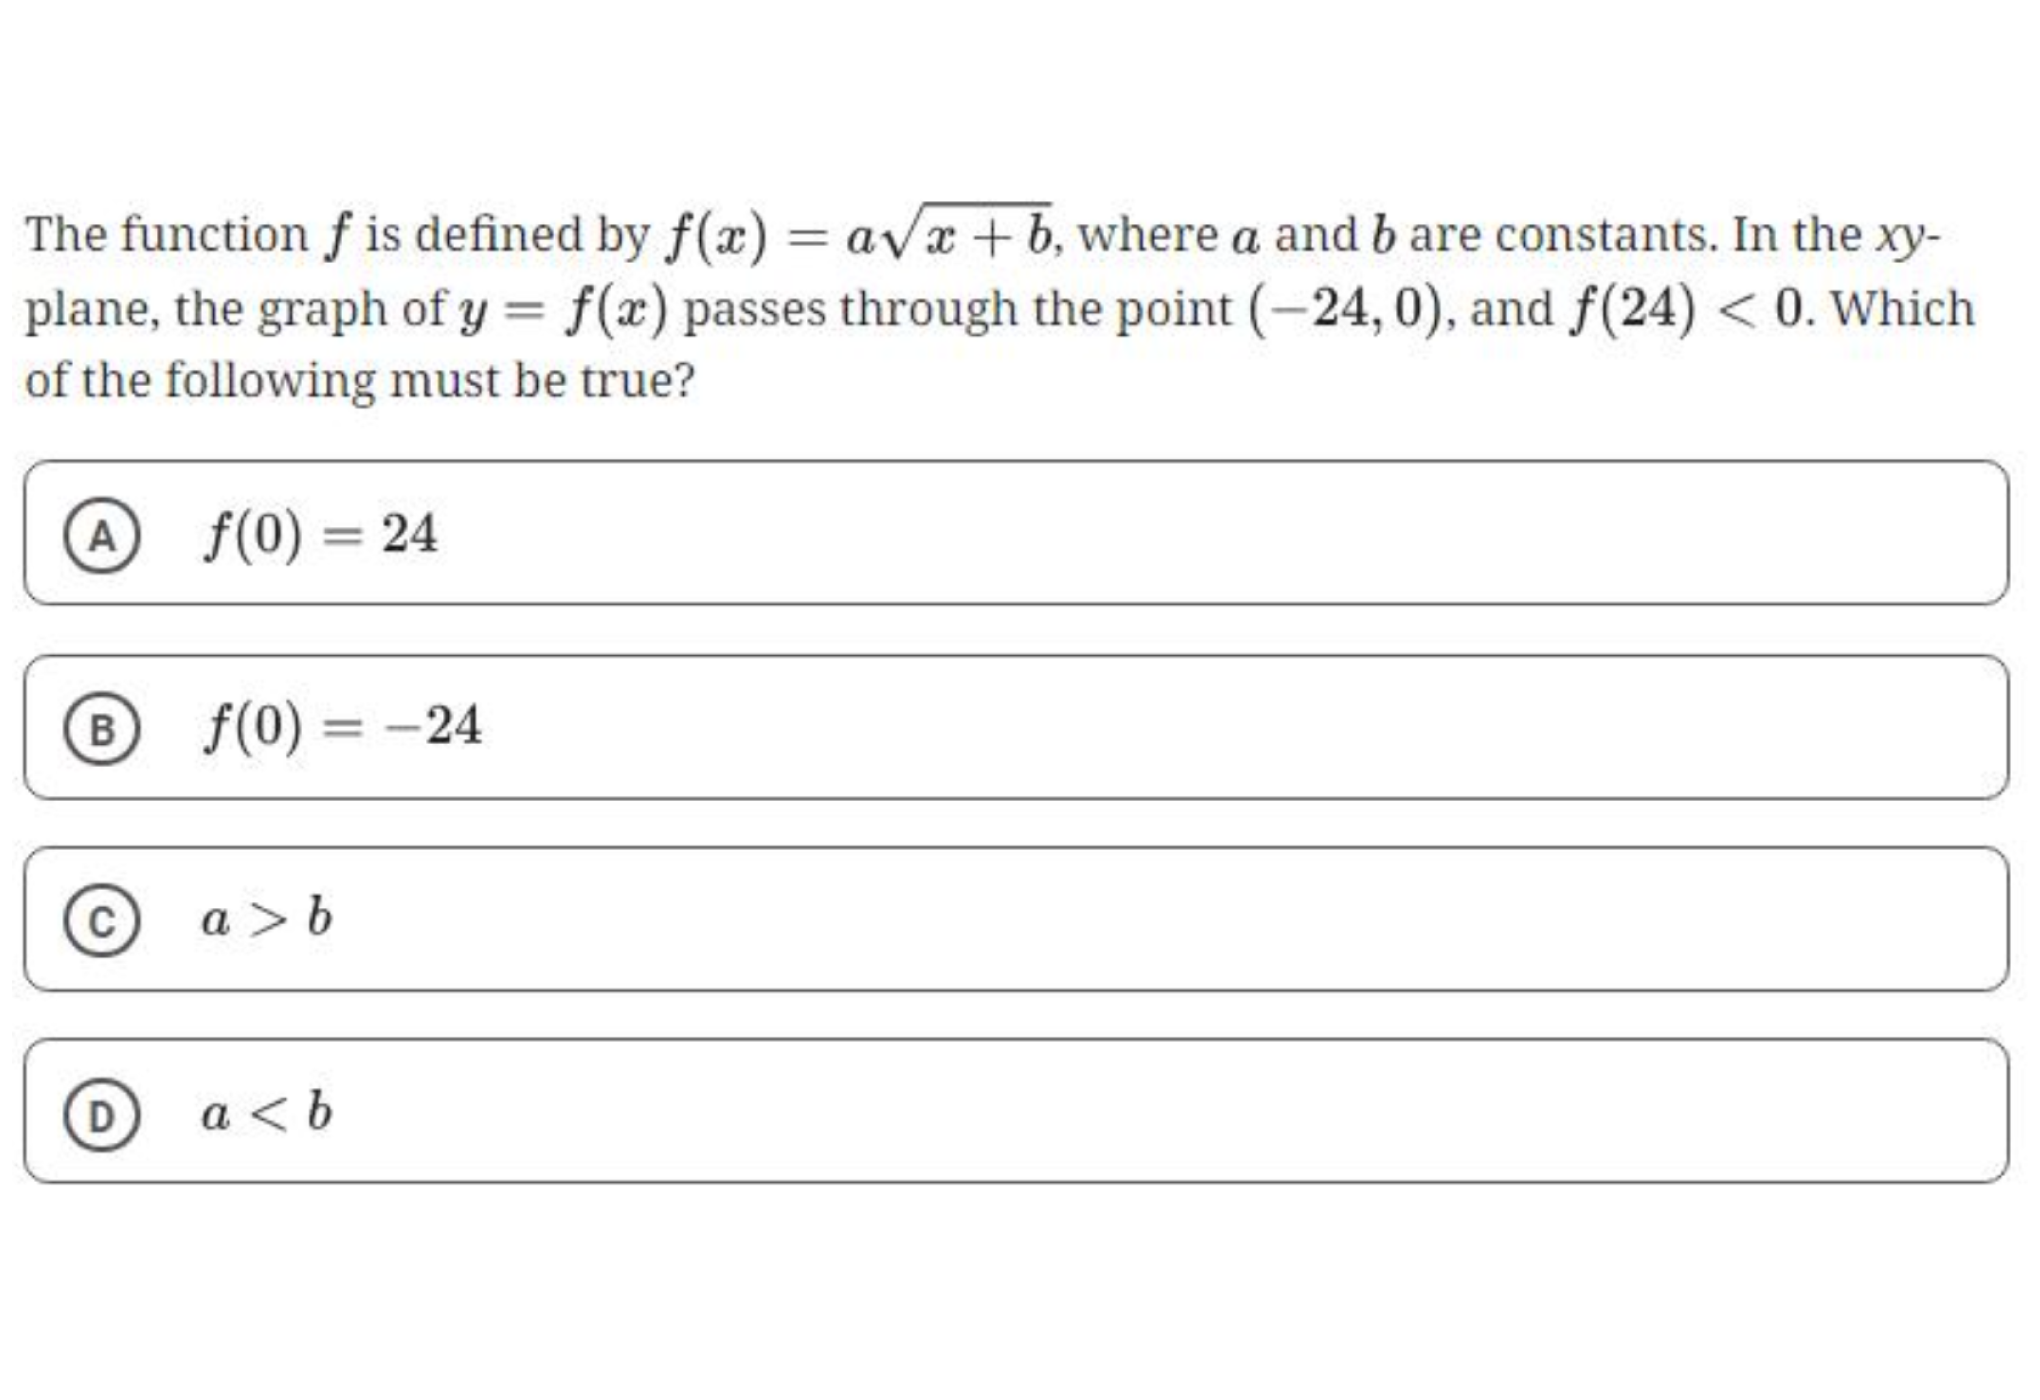 The function f is defined by f(x) = a√(x + b), where a and b are constants. In the xy-
plane, the graph of y = f(x) passes through the point (−24, 0), and f(24) < 0. Which
of the following must be true?
A f(0) = 24
B f(0) = −24
C a > b
D a < b